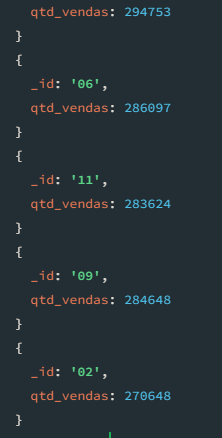 qtd_vendas: 294753
}
{
_id: '06',
qtd_vendas: 286097
}
{
_id: '11',
qtd_vendas: 283624
}
{
_id: '09',
qtd_vendas: 284648
}
{
_id: '02',
qtd_vendas: 270648
}